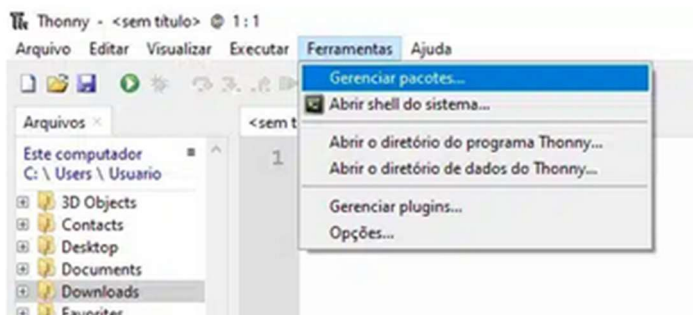 Thonny - <sem título> @ 1:1
Arquivo Editar Visualizar Executar Ferramentas Ajuda
Gerenciar pacotes...
Abrir shell do sistema...
Abrir o diretório do programa Thonny...
Abrir o diretório de dados do Thonny...
Gerenciar plugins...
Opções...
Arquivos
<sem t
Este computador
C: \ Users \ Usuario
3D Objects
Contacts
Desktop
Documents
Downloads
Favorites
1